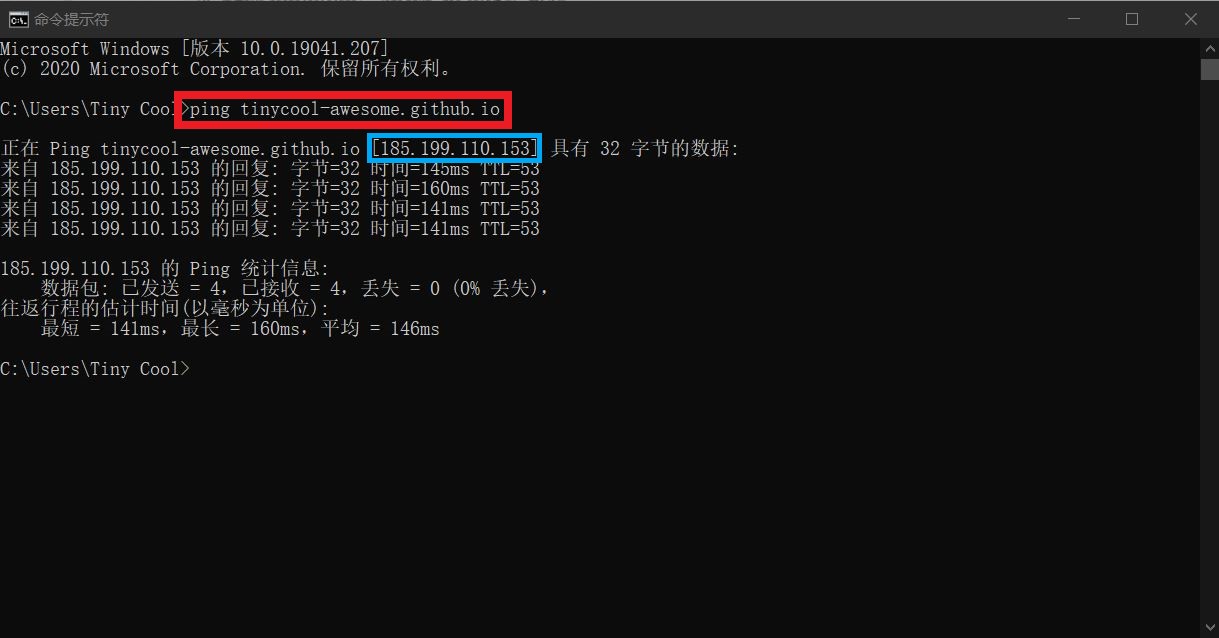 命令提示符
Microsoft Windows [版本 10.0.19041.207]
(c) 2020 Microsoft Corporation. 保留所有权利。
C:\Users\Tiny Cool>ping tinycool-awesome.github.io
正在 Ping tinycool-awesome.github.io [185.199.110.153] 具有 32 字节的数据:
来自 185.199.110.153 的回复: 字节=32 时间=145ms TTL=53
来自 185.199.110.153 的回复: 字节=32 时间=160ms TTL=53
来自 185.199.110.153 的回复: 字节=32 时间=141ms TTL=53
来自 185.199.110.153 的回复: 字节=32 时间=141ms TTL=53
185.199.110.153 的 Ping 统计信息:
    数据包: 已发送 = 4，已接收 = 4，丢失 = 0 (0% 丢失)，
往返行程的估计时间(以毫秒为单位):
    最短 = 141ms，最长 = 160ms，平均 = 146ms
C:\Users\Tiny Cool>